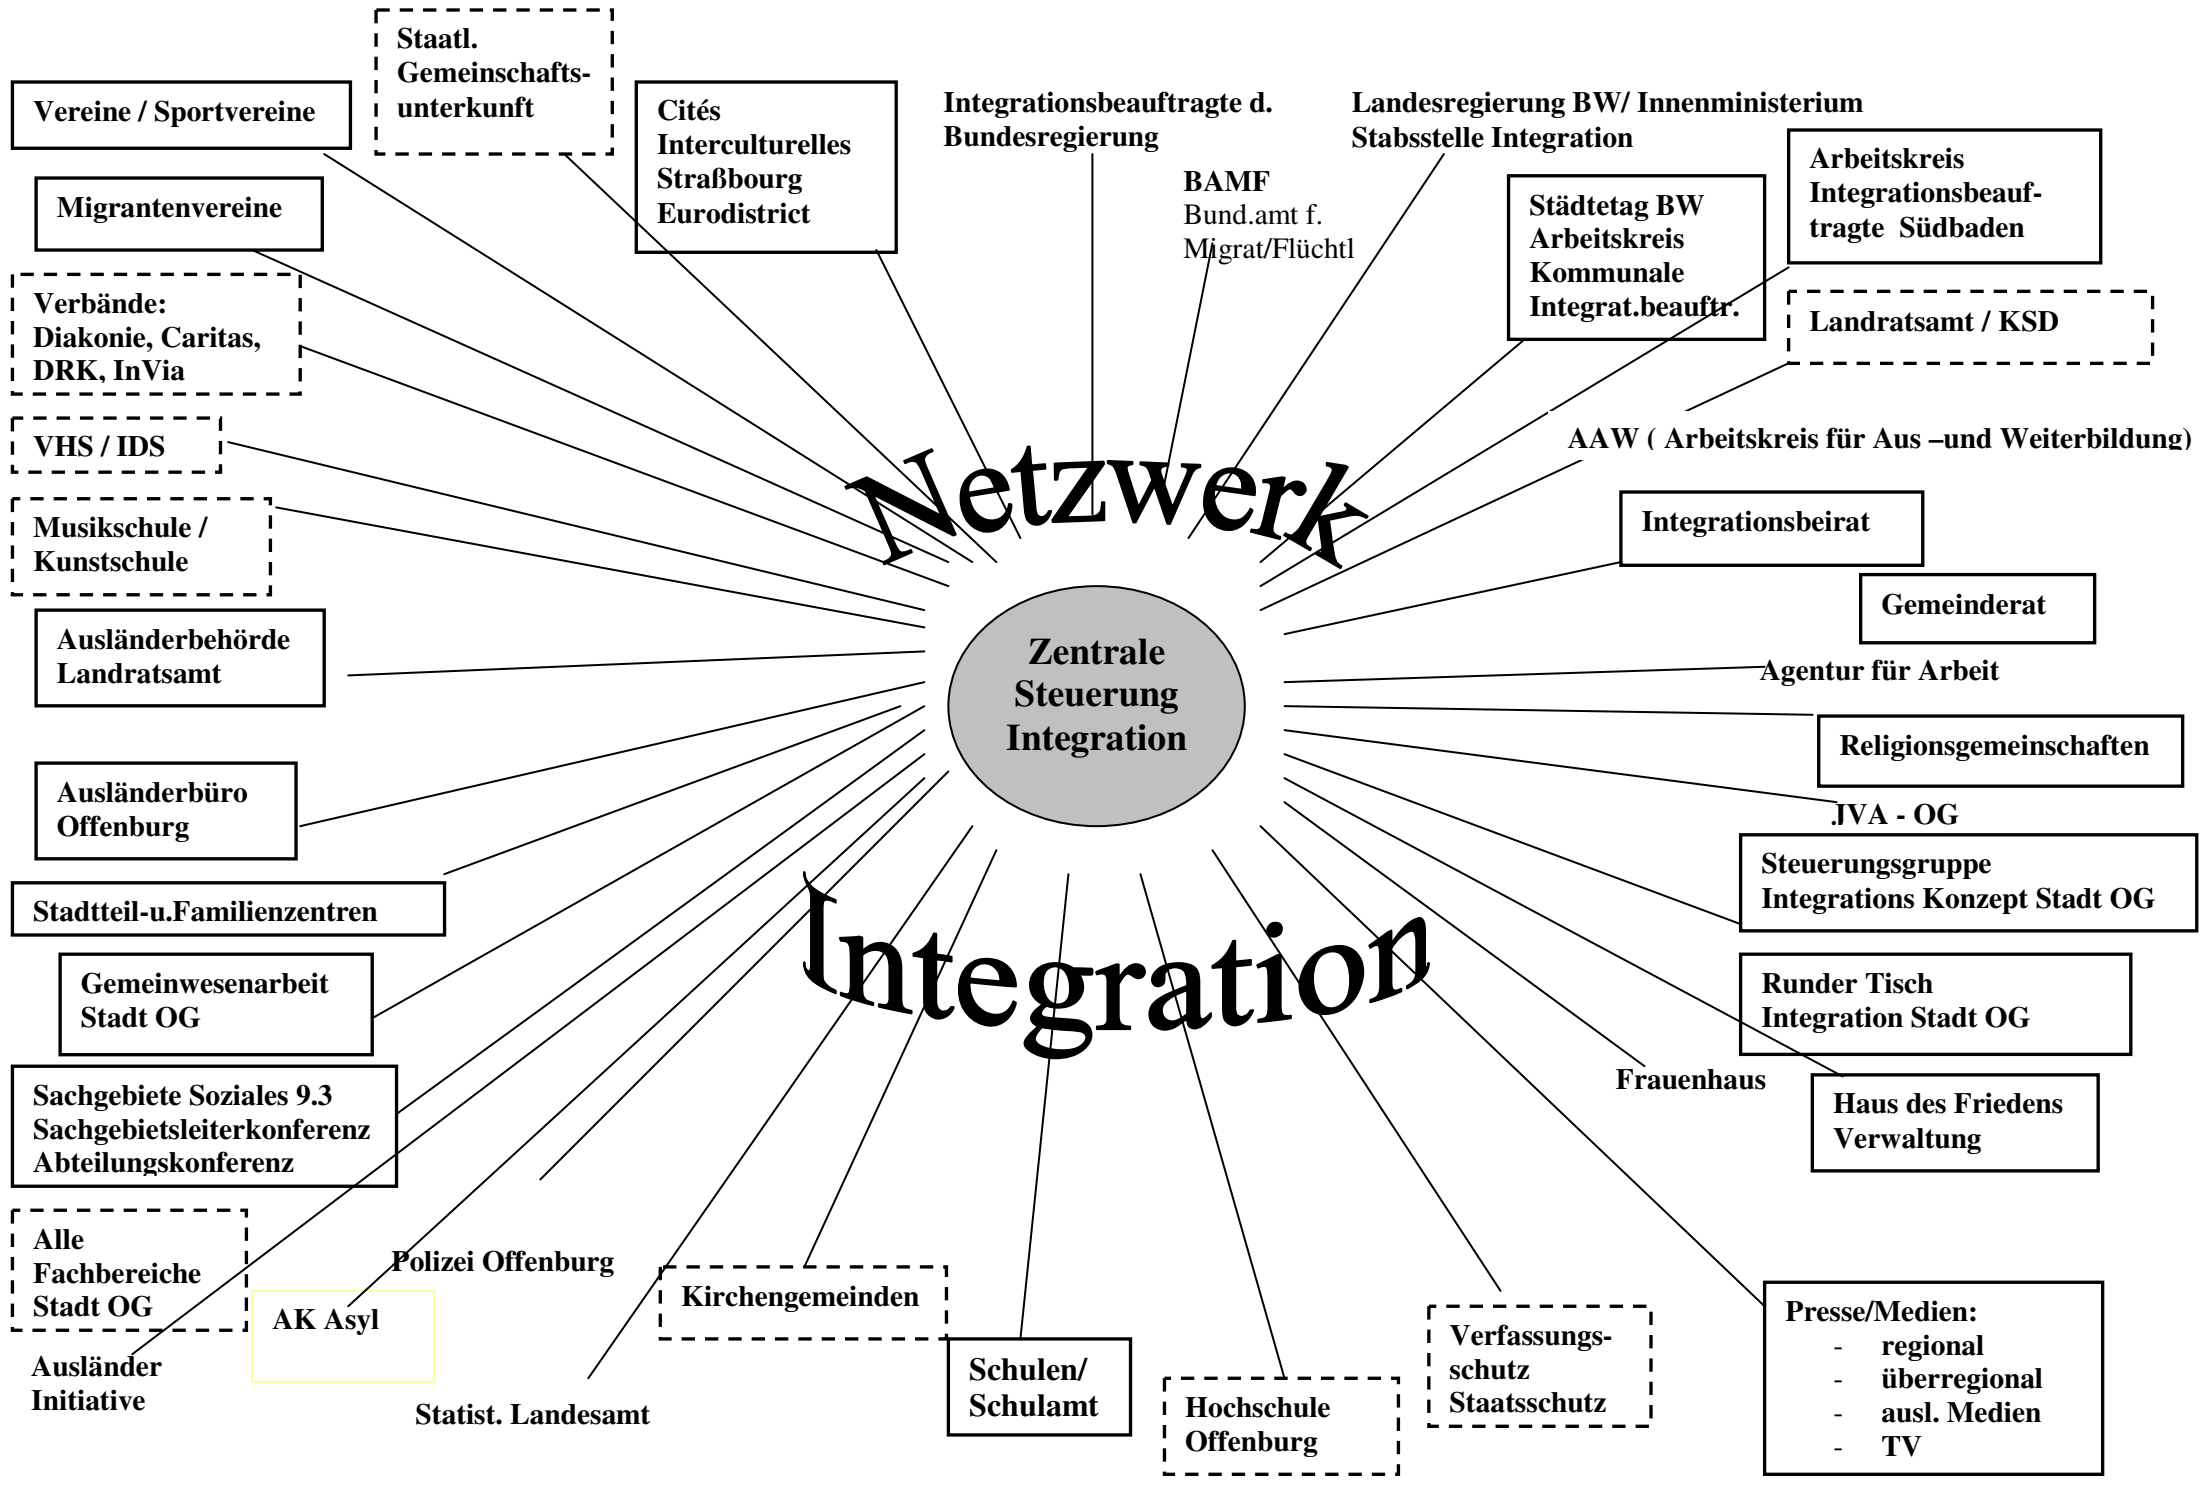 Staatl.
Gemeinschafts-
unterkunft
Vereine / Sportvereine
Cités
Interculturelles
Straßbourg
Eurodistrict
Integrationsbeauftragte d.
Bundesregierung
Landesregierung BW/ Innenministerium
Stabsstelle Integration
BAMF
Bund.amt f.
Migrat/Flüchtl
Städtetag BW
Arbeitskreis
Kommunale
Integrat.beauftr.
Arbeitskreis
Integrationsbeauf-
tragte Südbaden
Migrantenvereine
Verbände:
Diakonie, Caritas,
DRK, InVia
Landratsamt / KSD
VHS / IDS
AAW ( Arbeitskreis für Aus –und Weiterbildung)
Netzwerk
Musikschule /
Kunstschule
Integrationsbeirat
Gemeinderat
Ausländerbehörde
Landratsamt
Zentrale
Steuerung
Integration
Agentur für Arbeit
Religionsgemeinschaften
Ausländerbüro
Offenburg
JVA - OG
Stadtteil-u.Familienzentren
Steuerungsgruppe
Integrations Konzept Stadt OG
Integration
Gemeinwesenarbeit
Stadt OG
Runder Tisch
Integration Stadt OG
Frauenhaus
Sachgebiete Soziales 9.3
Sachgebietsleiterkonferenz
Abteilungskonferenz
Haus des Friedens
Verwaltung
Alle
Fachbereiche
Stadt OG
Polizei Offenburg
AK Asyl
Kirchengemeinden
Ausländer
Initiative
Statist. Landesamt
Schulen/
Schulamt
Hochschule
Offenburg
Verfassungs-
schutz
Staatsschutz
Presse/Medien:
- regional
- überregional
- ausl. Medien
- TV